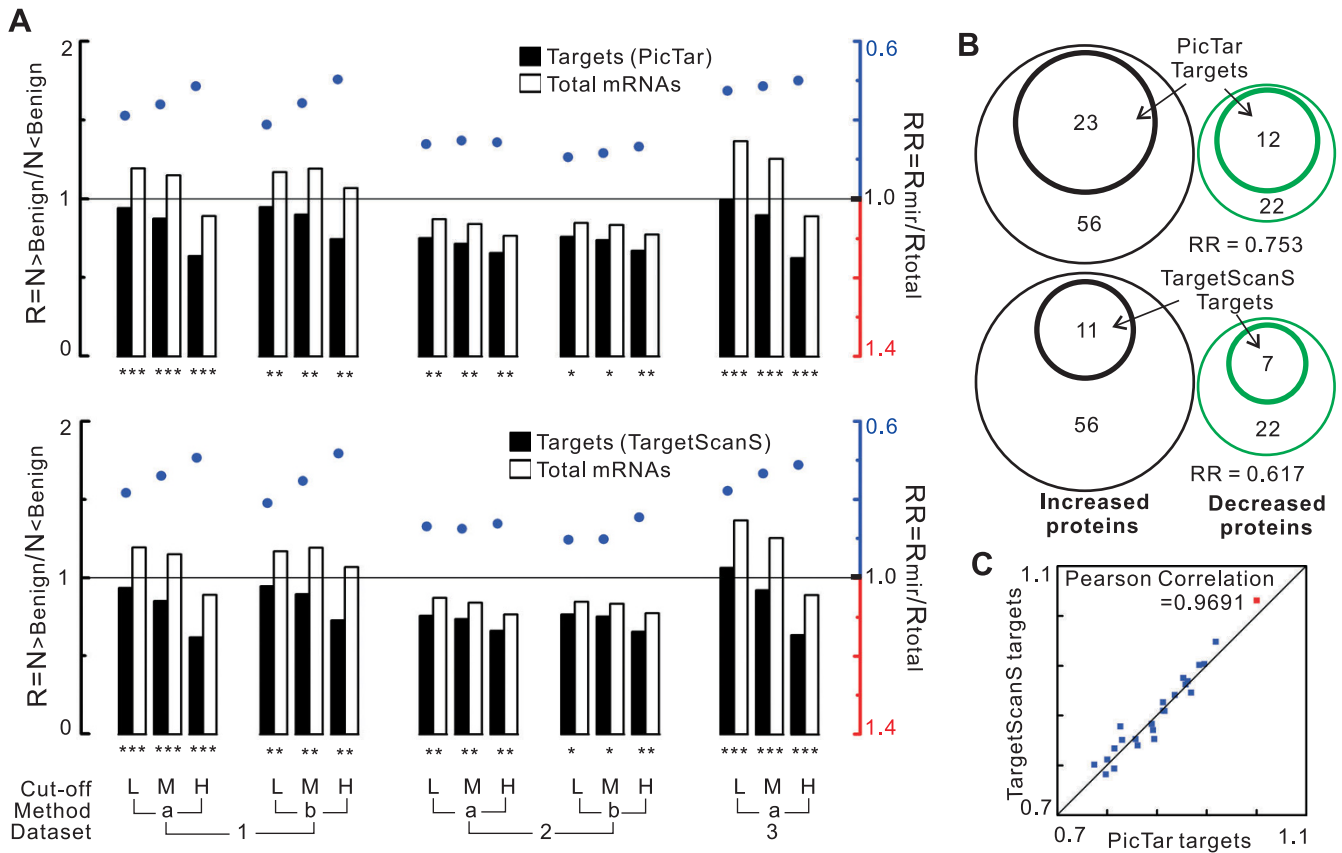 A
2
1
0
R=N>Benign/N<Benign
Targets (PicTar)
Total mRNAs
0.6
1.0
1.4
RR=Rmir/Rtotal
*** *** *** ** ** ** ** ** ** * * ** *** *** ***
2
1
0
R=N>Benign/N<Benign
Targets (TargetScanS)
Total mRNAs
0.6
1.0
1.4
RR=Rmir/Rtotal
*** *** *** ** ** ** ** ** ** * * ** *** *** ***
Cut-off L M H L M H L M H L M H L M H
Method a b a b a
Dataset 1 2 3
B
PicTar
Targets
23
12
56
22
RR = 0.753
TargetScanS
Targets
11
7
56
22
RR = 0.617
Increased
proteins
Decreased
proteins
C
1.1
Pearson Correlation
=0.9691
TargetScanS targets
0.7
0.7
PicTar targets
1.1